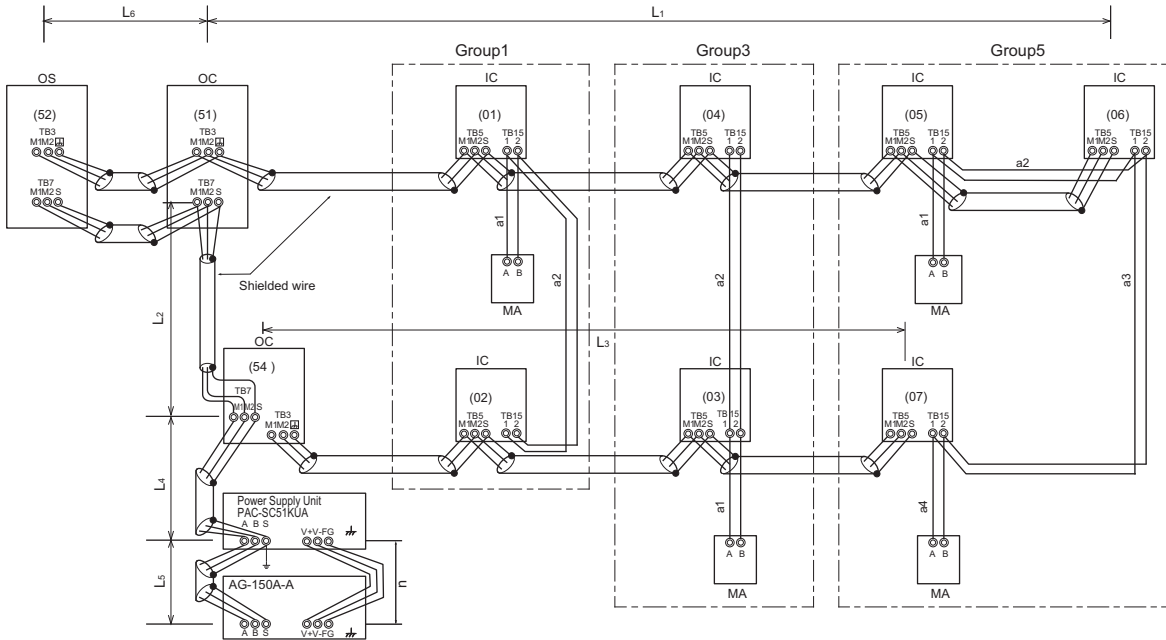 L6
L1
Group1
Group3
Group5
OS
OC
IC
IC
IC
IC
(52)
(51)
(01)
(04)
(05)
(06)
TB3
M1M2
TB3
M1M2
TB5
M1M2S
TB15
1 2
TB5
M1M2S
TB15
1 2
TB5
M1M2S
TB15
1 2
TB5
M1M2S
TB15
1 2
a2
TB7
M1M2 S
TB7
M1M2 S
a1
a2
a2
a1
a3
A B
MA
A B
MA
Shielded wire
L2
L3
OC
IC
IC
IC
(54 )
(02)
(03)
(07)
TB7
M1M2 S
TB3
M1M2
TB5
M1M2S
TB15
1 2
TB5
M1M2S
TB 15
1 2
TB5
M1M2S
TB15
1 2
L4
a1
a4
Power Supply Unit
PAC-SC51KUA
A B S
V+V-FG
A B
MA
A B
MA
L5
n
AG-150A-A
A B S
V+V-FG